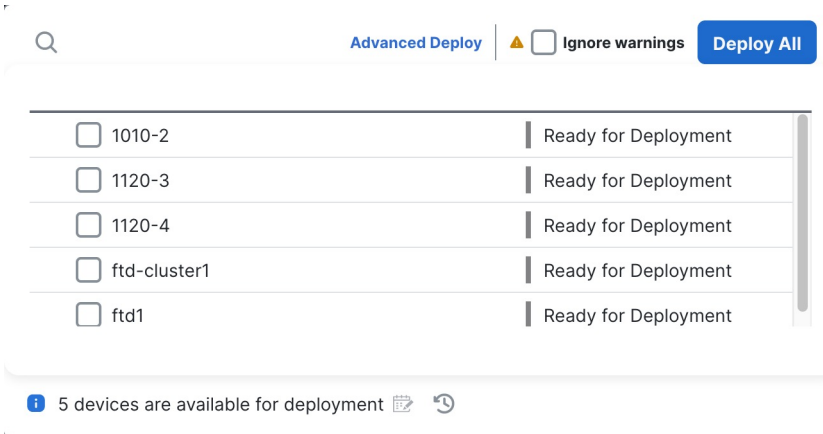 Advanced Deploy Ignore warnings Deploy All
1010-2 Ready for Deployment
1120-3 Ready for Deployment
1120-4 Ready for Deployment
ftd-cluster1 Ready for Deployment
ftd1 Ready for Deployment
5 devices are available for deployment